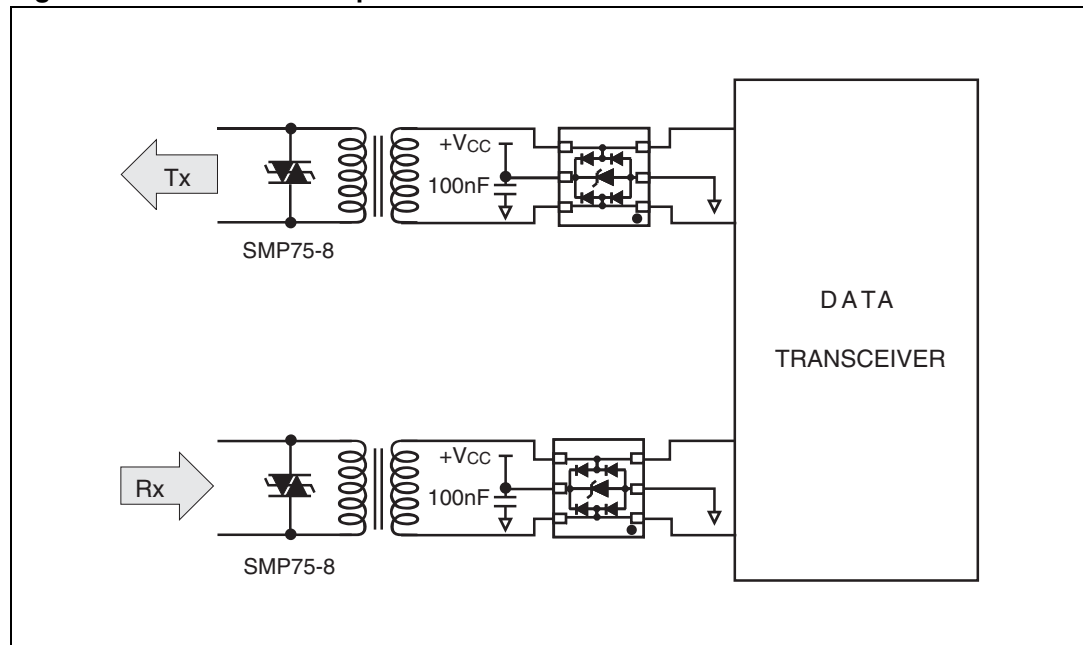 Tx
+VCC
100nF
SMP75-8
DATA
TRANSCEIVER
Rx
+VCC
100nF
SMP75-8